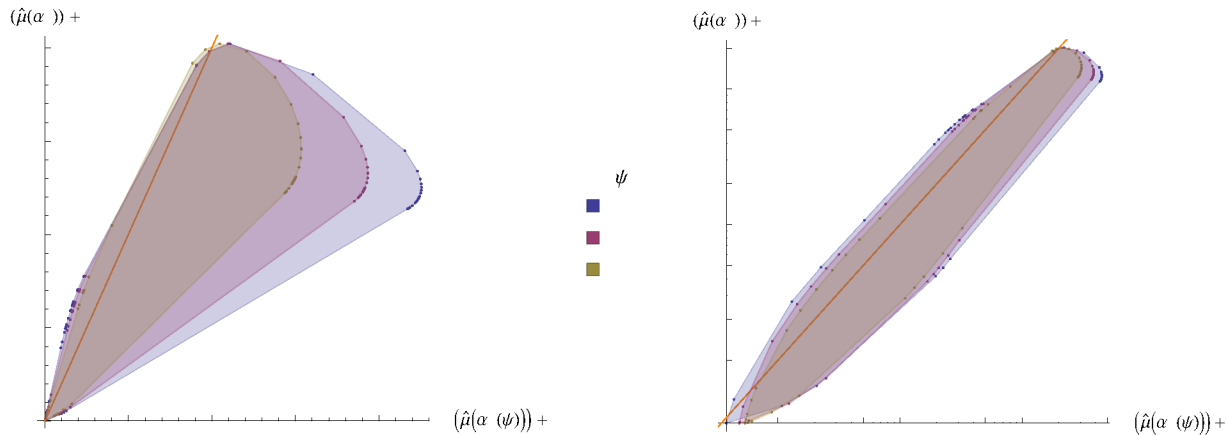 (μ̂(α )) +
(μ̂(α )) +
ψ
(μ̂(α (ψ))) +
(μ̂(α (ψ))) +